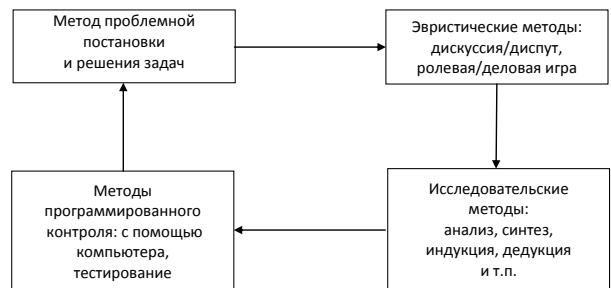 Метод проблемной
постановки
и решения задач
Эвристические методы:
дискуссия/диспут,
ролевая/деловая игра
Методы
программированного
контроля: с помощью
компьютера,
тестирование
Исследовательские
методы:
анализ, синтез,
индукция, дедукция
и т.п.